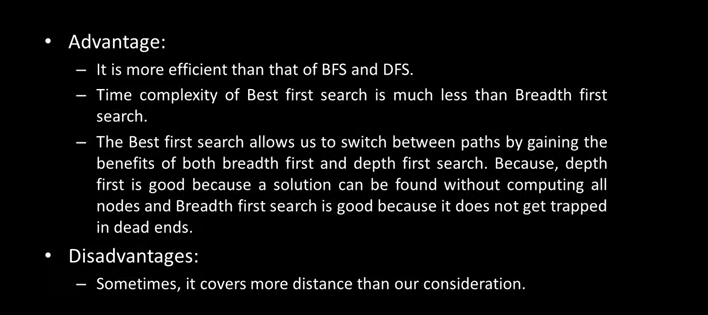 • Advantage:
– It is more efficient than that of BFS and DFS.
– Time complexity of Best first search is much less than Breadth first
search.
– The Best first search allows us to switch between paths by gaining the
benefits of both breadth first and depth first search. Because, depth
first is good because a solution can be found without computing all
nodes and Breadth first search is good because it does not get trapped
in dead ends.
• Disadvantages:
– Sometimes, it covers more distance than our consideration.